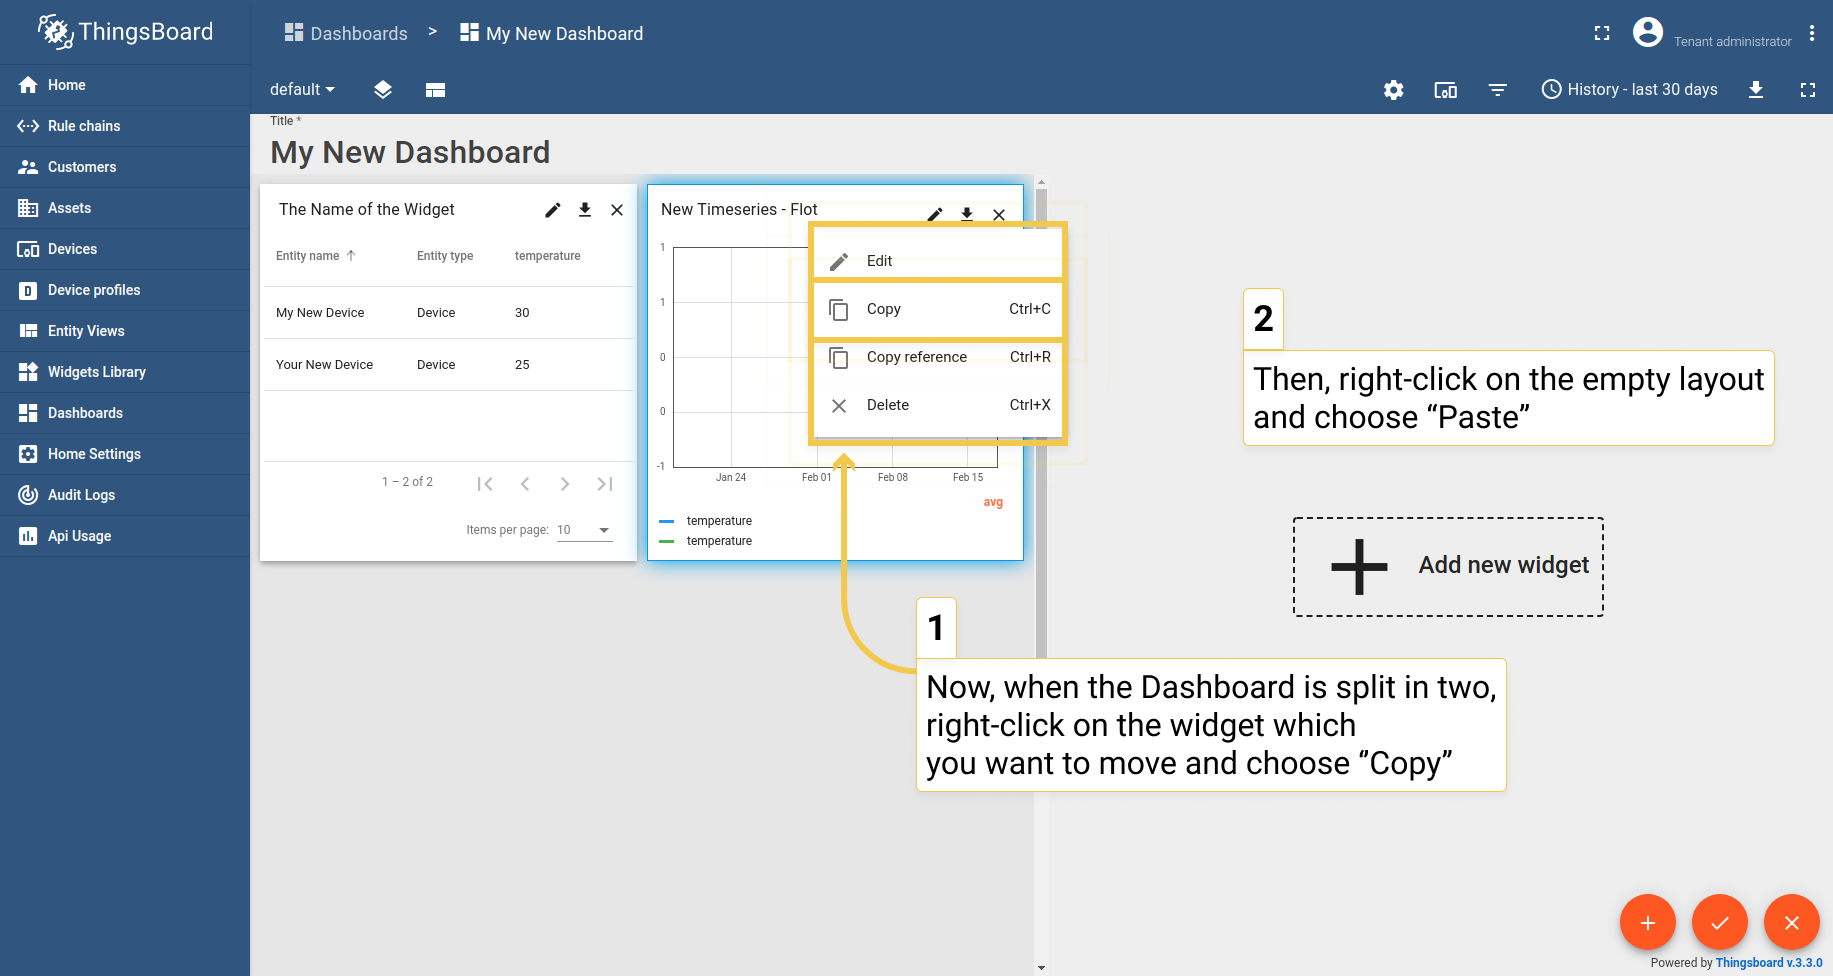 ThingsBoard
Dashboards > My New Dashboard
Tenant administrator
default
History - last 30 days
Home
Rule chains
Customers
Assets
Devices
Device profiles
Entity Views
Widgets Library
Dashboards
Home Settings
Audit Logs
Api Usage
Title *
My New Dashboard
The Name of the Widget
Entity name Entity type temperature
My New Device Device 30
Your New Device Device 25
1 – 2 of 2
Items per page: 10
New Timeseries - Flot
1
1
0
0
-1
Jan 24 Feb 01 Feb 08 Feb 15
avg
temperature
temperature
Edit
Copy Ctrl+C
Copy reference Ctrl+R
Delete Ctrl+X
1
Now, when the Dashboard is split in two,
right-click on the widget which
you want to move and choose “Copy”
2
Then, right-click on the empty layout
and choose “Paste”
Add new widget
Powered by Thingsboard v.3.3.0